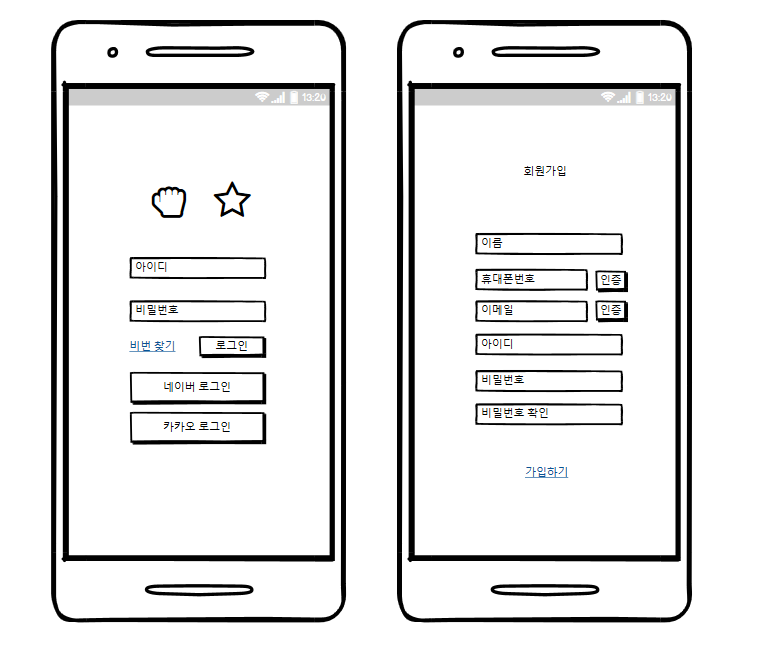 13:20
아이디
비밀번호
비번 찾기
로그인
네이버 로그인
카카오 로그인
13:20
회원가입
이름
휴대폰번호
인증
이메일
인증
아이디
비밀번호
비밀번호 확인
가입하기